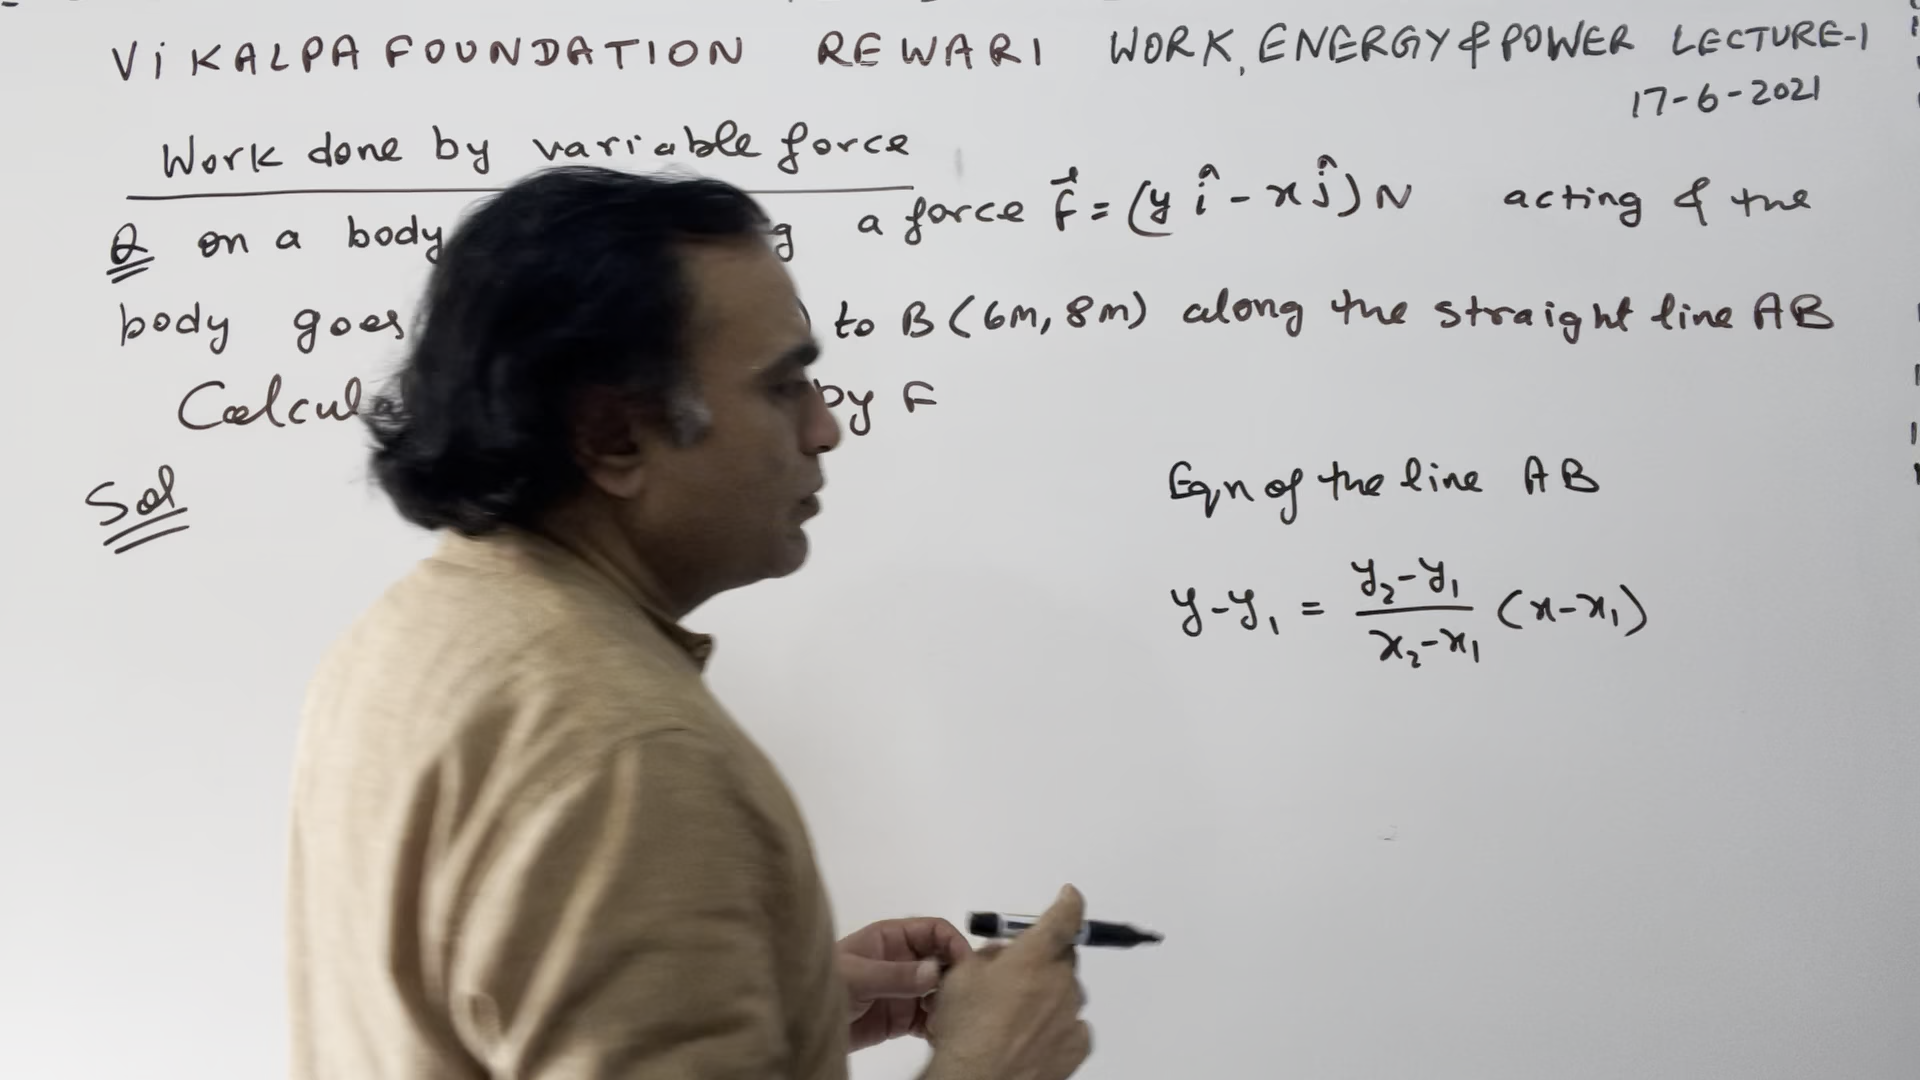 ViKALPA FOUNDATION REWARI WORK, ENERGY & POWER LECTURE-1
17-6-2021
Work done by variable force
Q on a body a force F⃗ = (y î - x ĵ) N acting & the
body goes to B (6m, 8m) along the straight line AB
by F
Sol
Eqn of the line AB
y-y₁ = (y₂-y₁)/(x₂-x₁) (x-x₁)